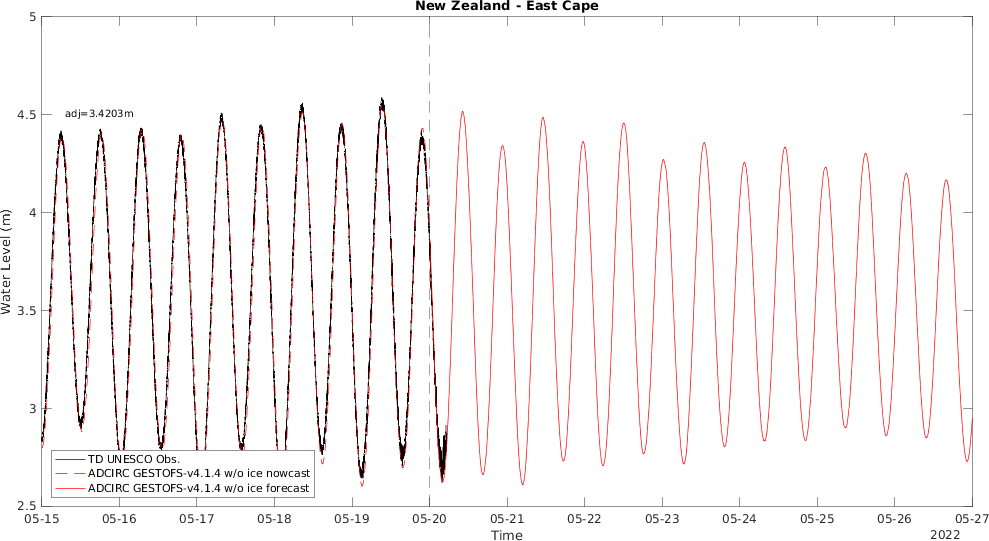 New Zealand - East Cape
5
4.5
4
3.5
3
2.5
Water Level (m)
adj=3.4203m
TD UNESCO Obs.
ADCIRC GESTOFS-v4.1.4 w/o ice nowcast
ADCIRC GESTOFS-v4.1.4 w/o ice forecast
05-15 05-16 05-17 05-18 05-19 05-20 05-21 05-22 05-23 05-24 05-25 05-26 05-27
Time
2022